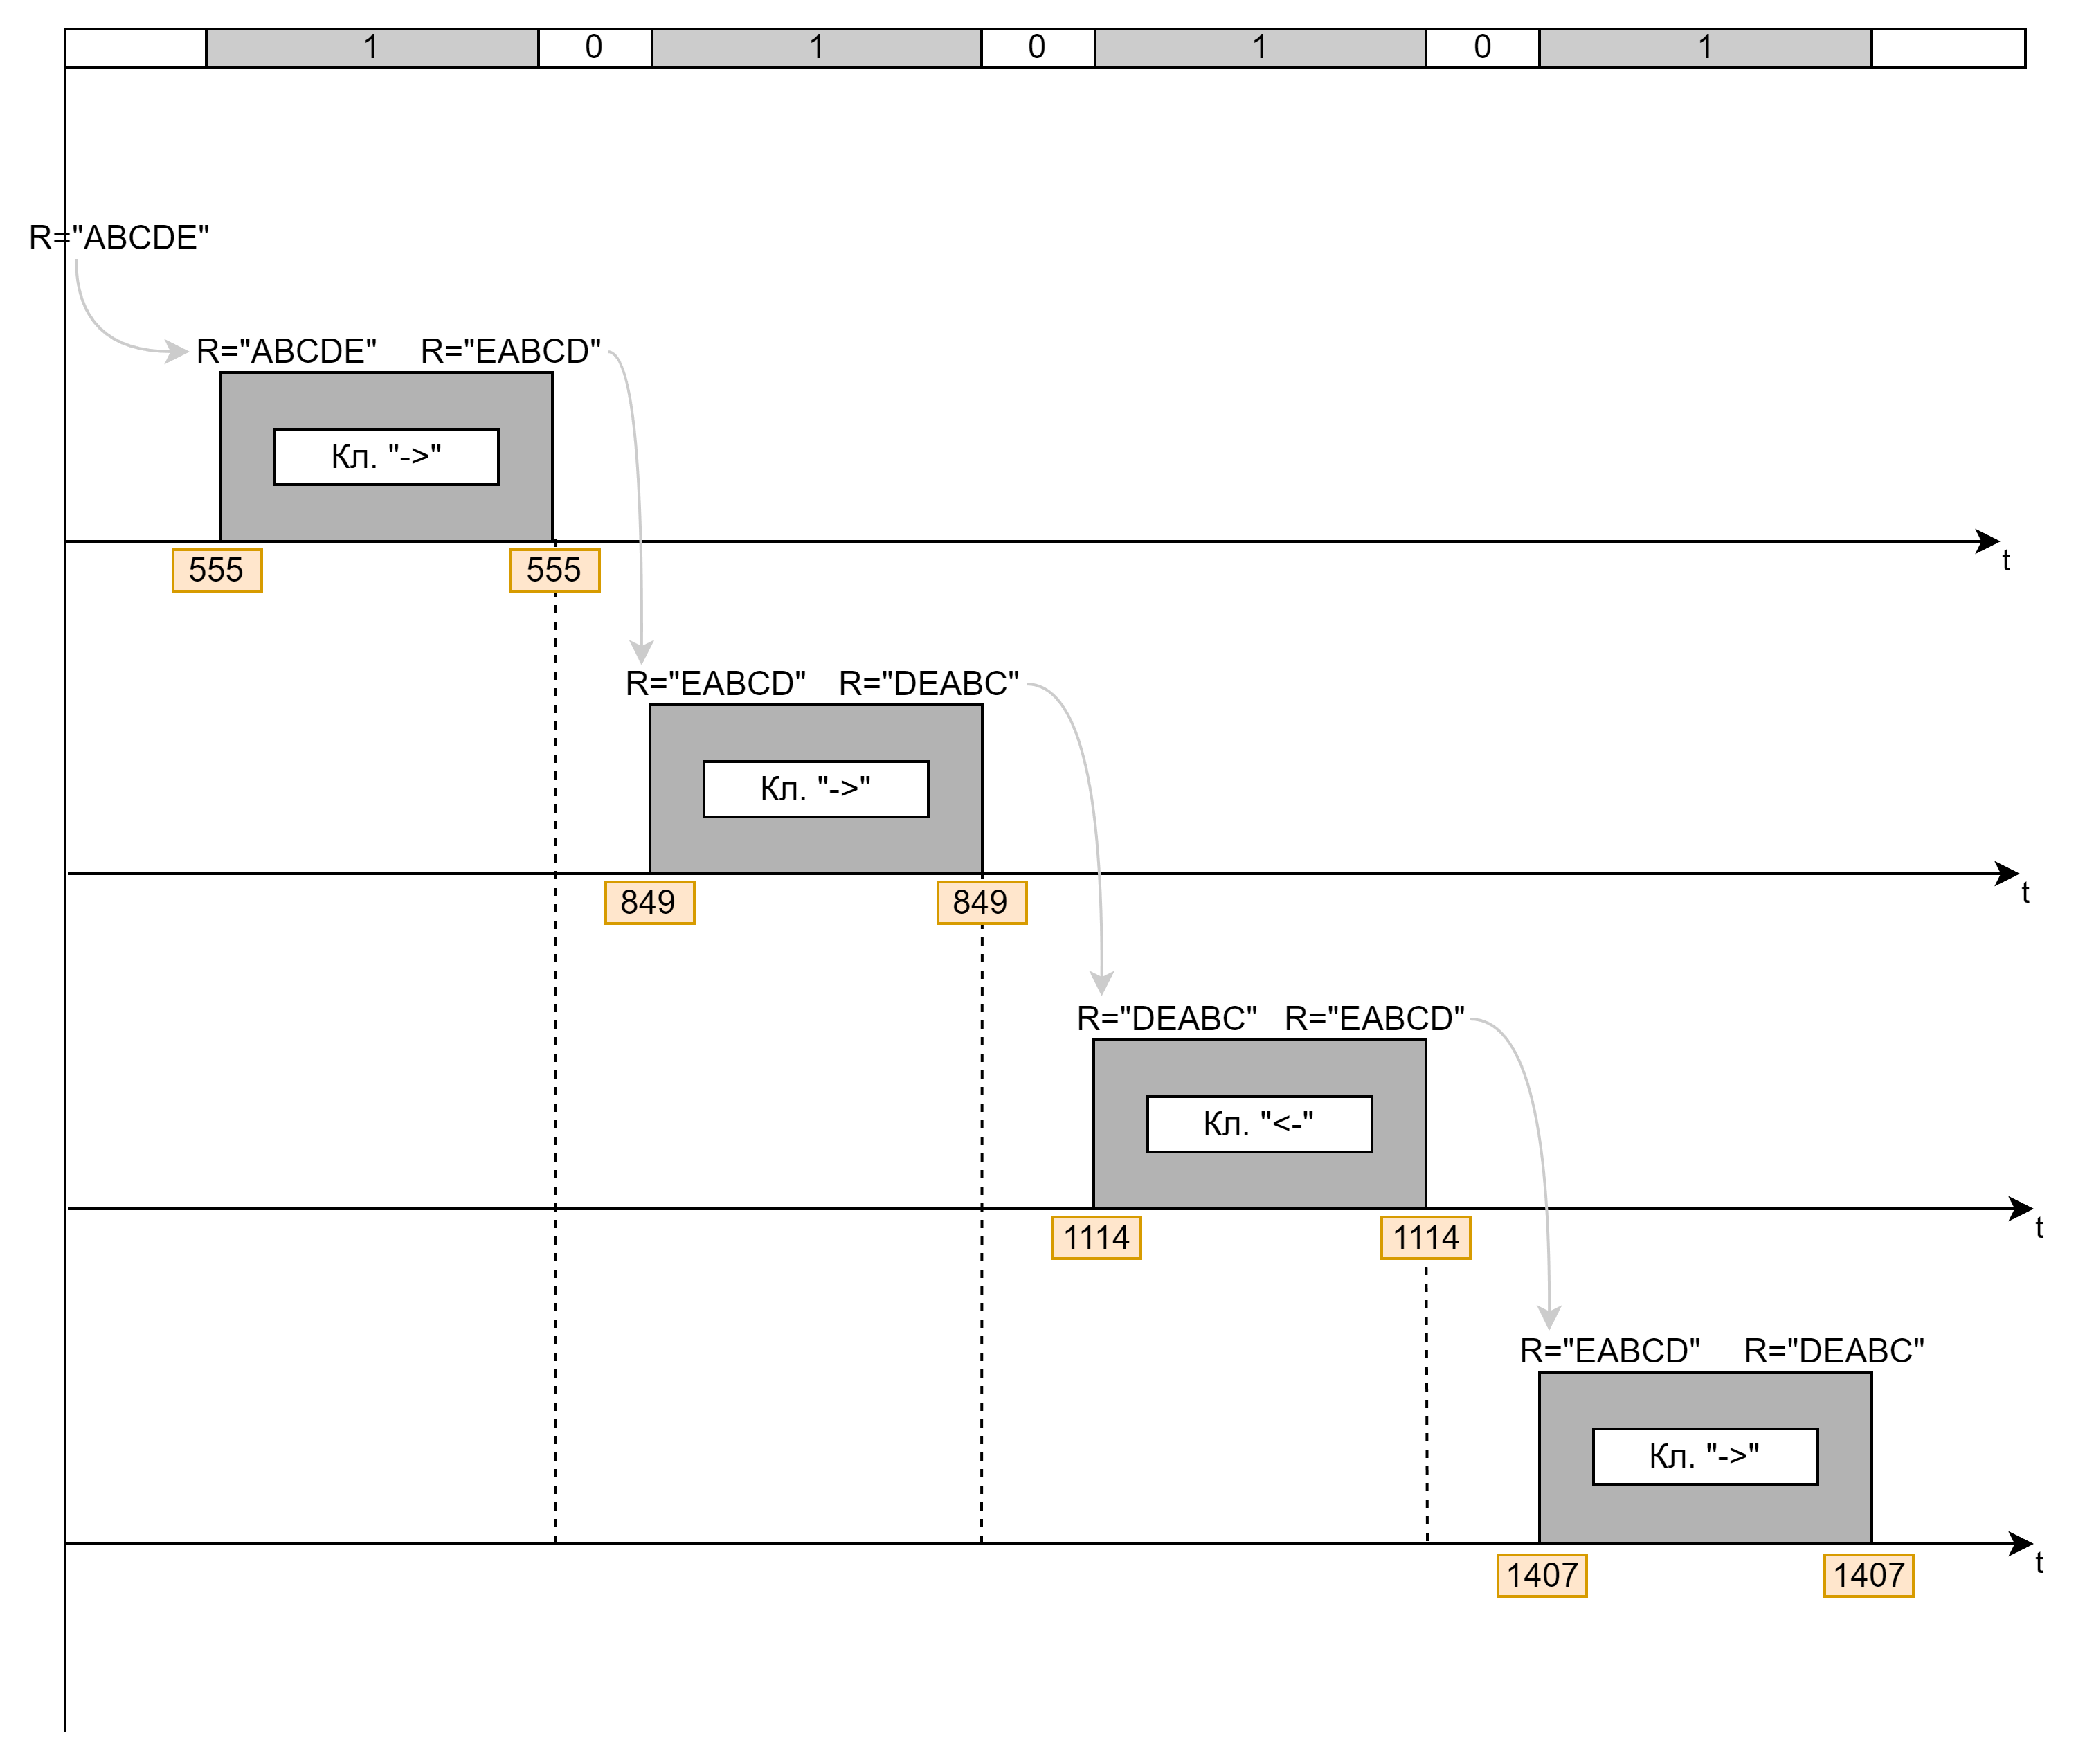 1 0 1 0 1 0 1
R="ABCDE"
R="ABCDE" R="EABCD"
Кл. "->"
t
555 555
R="EABCD" R="DEABC"
Кл. "->"
t
849 849
R="DEABC" R="EABCD"
Кл. "<-"
t
1114 1114
R="EABCD" R="DEABC"
Кл. "->"
t
1407 1407